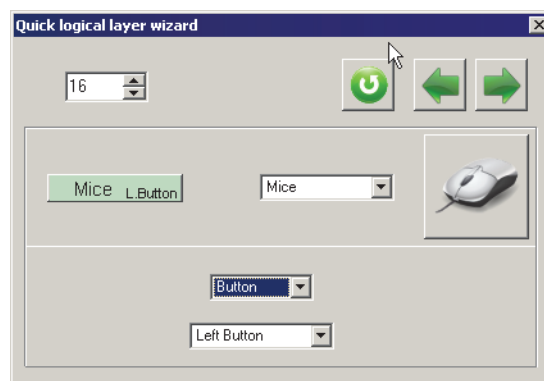 Quick logical layer wizard
16
Mice L.Button
Mice
Button
Left Button